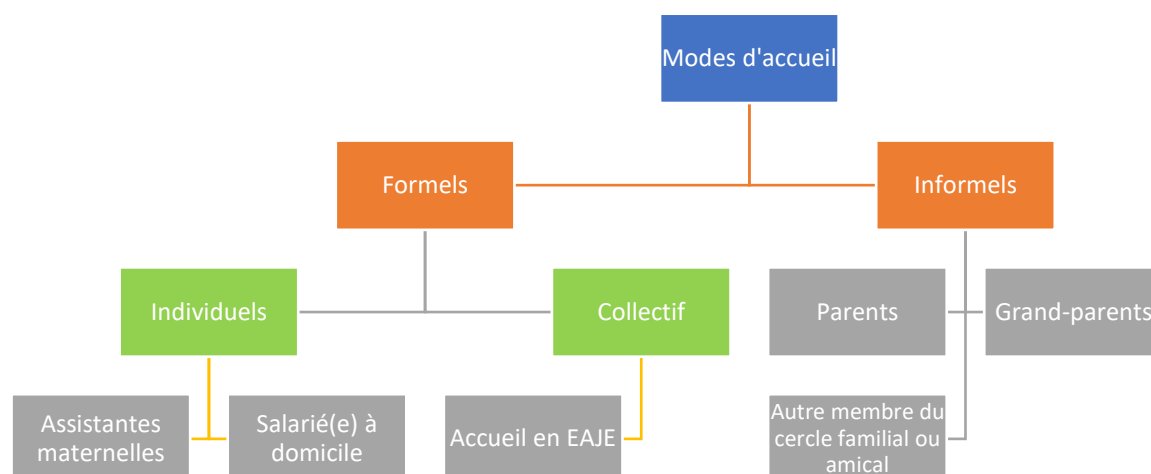 Modes d'accueil
Formels
Informels
Individuels
Collectif
Parents
Grand-parents
Assistantes
maternelles
Salarié(e) à
domicile
Accueil en EAJE
Autre membre du
cercle familial ou
amical